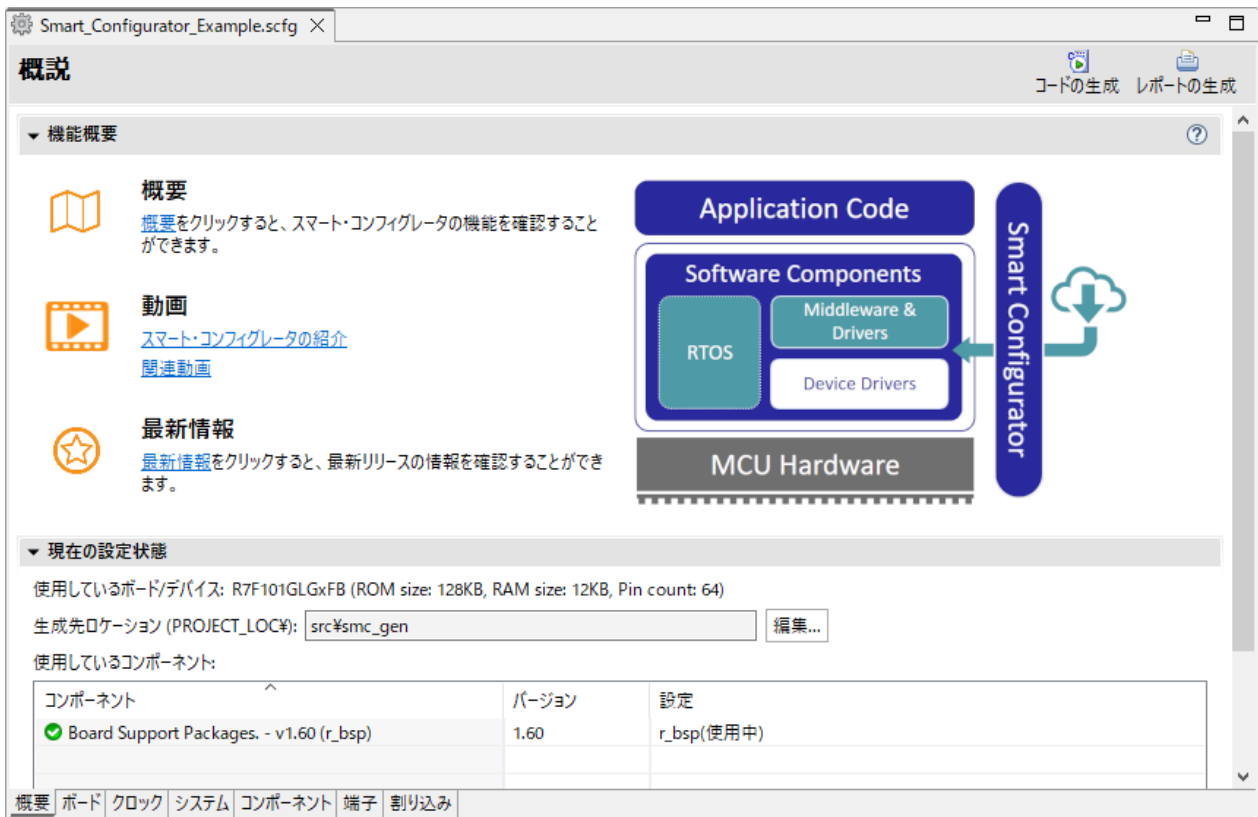 Smart_Configurator_Example.scfg
概説
コードの生成 レポートの生成
機能概要
概要
概要をクリックすると、スマート・コンフィグレータの機能を確認すること
ができます。
動画
スマート・コンフィグレータの紹介
関連動画
最新情報
最新情報をクリックすると、最新リリースの情報を確認することができ
ます。
Application Code
Software Components
RTOS
Middleware &
Drivers
Device Drivers
MCU Hardware
Smart Configurator
現在の設定状態
使用しているボード/デバイス: R7F101GLGxFB (ROM size: 128KB, RAM size: 12KB, Pin count: 64)
生成先ロケーション (PROJECT_LOC¥): src¥smc_gen 編集...
使用しているコンポーネント:
コンポーネント バージョン 設定
Board Support Packages. - v1.60 (r_bsp) 1.60 r_bsp(使用中)
概要 ボード クロック システム コンポーネント 端子 割り込み